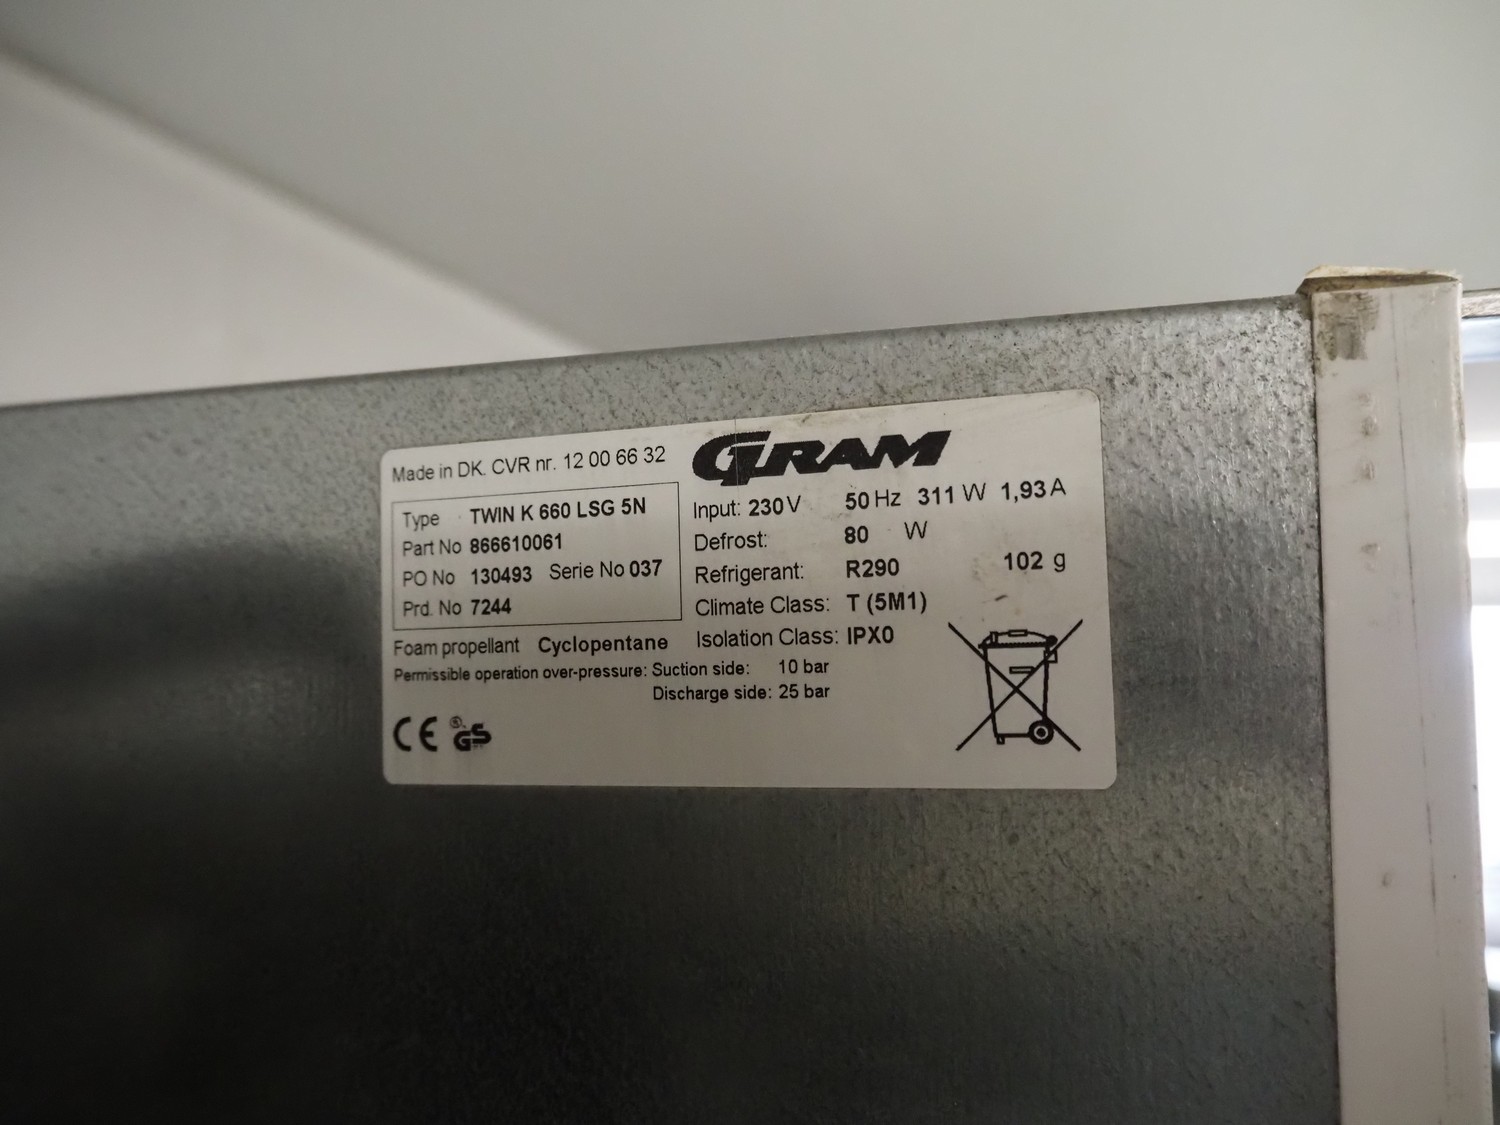 Made in DK. CVR nr. 12 00 66 32
GRAM
Type TWIN K 660 LSG 5N
Part No 866610061
PO No 130493 Serie No 037
Prd. No 7244
Input: 230V 50 Hz 311 W 1,93 A
Defrost: 80 W
Refrigerant: R290 102 g
Climate Class: T (5M1)
Isolation Class: IPX0
Foam propellant Cyclopentane
Permissible operation over-pressure: Suction side: 10 bar
Discharge side: 25 bar
CE GS